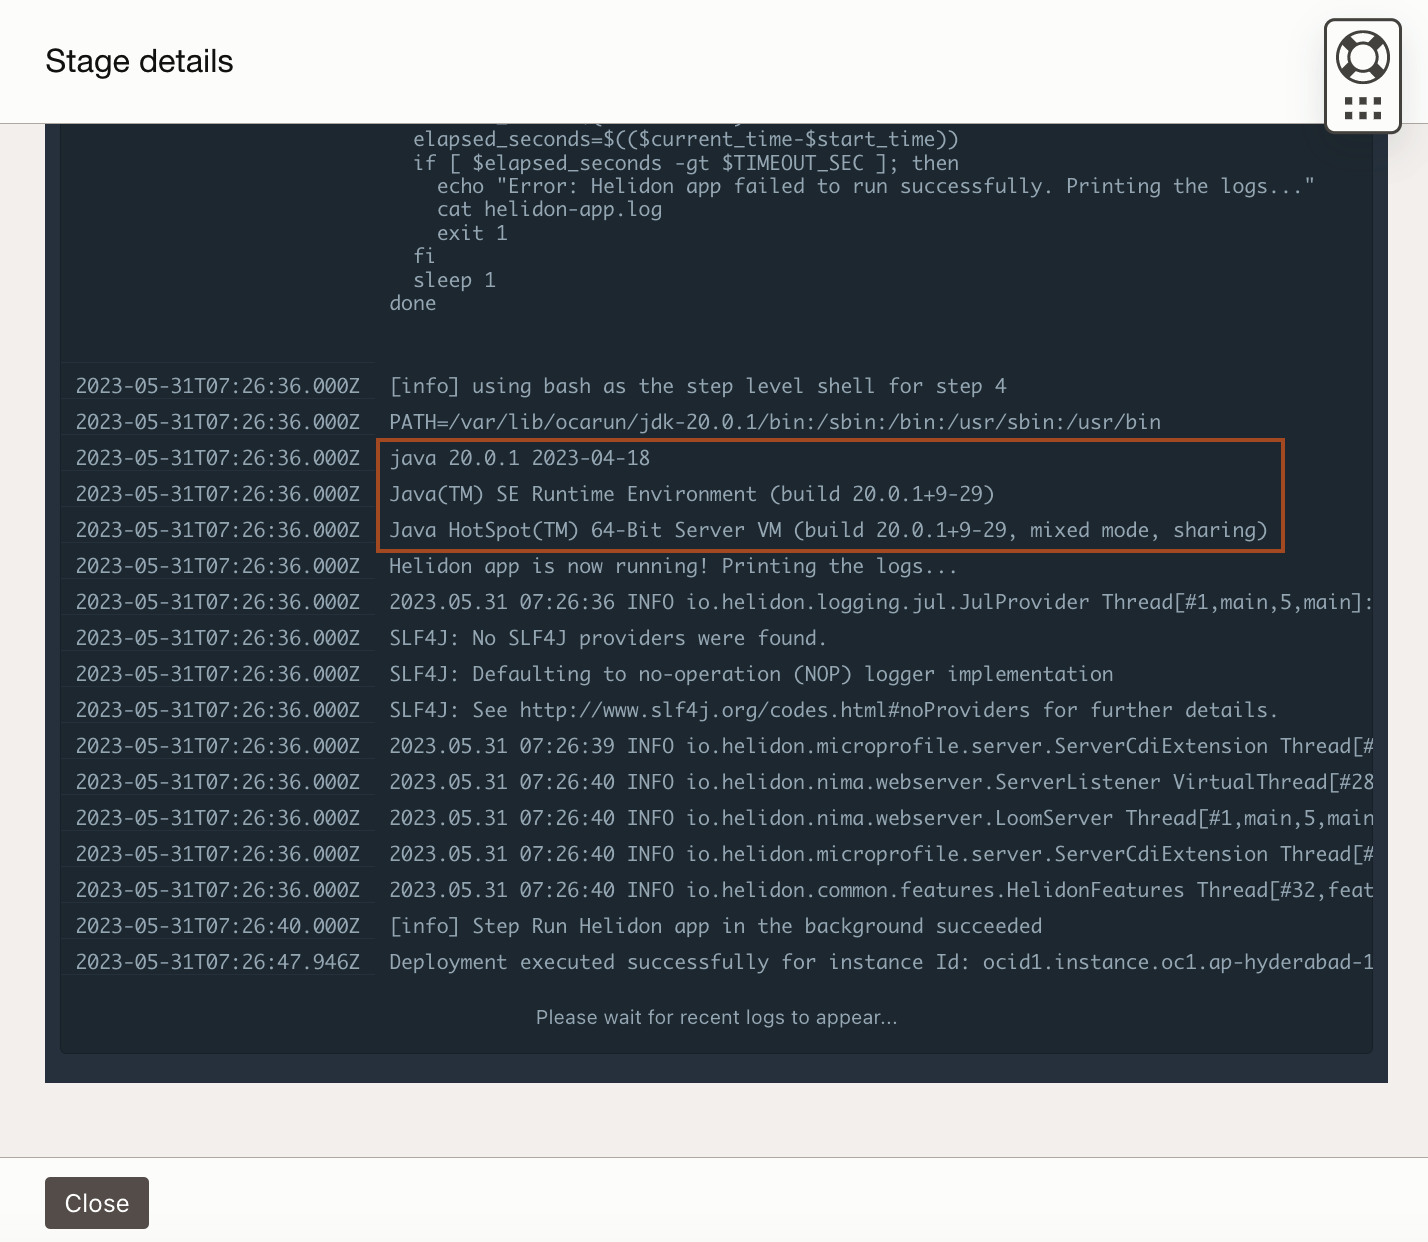 Stage details
elapsed_seconds=$(($current_time-$start_time))
if [ $elapsed_seconds -gt $TIMEOUT_SEC ]; then
echo "Error: Helidon app failed to run successfully. Printing the logs..."
cat helidon-app.log
exit 1
fi
sleep 1
done
2023-05-31T07:26:36.000Z [info] using bash as the step level shell for step 4
2023-05-31T07:26:36.000Z PATH=/var/lib/ocarun/jdk-20.0.1/bin:/sbin:/bin:/usr/sbin:/usr/bin
2023-05-31T07:26:36.000Z java 20.0.1 2023-04-18
2023-05-31T07:26:36.000Z Java(TM) SE Runtime Environment (build 20.0.1+9-29)
2023-05-31T07:26:36.000Z Java HotSpot(TM) 64-Bit Server VM (build 20.0.1+9-29, mixed mode, sharing)
2023-05-31T07:26:36.000Z Helidon app is now running! Printing the logs...
2023-05-31T07:26:36.000Z 2023.05.31 07:26:36 INFO io.helidon.logging.jul.JulProvider Thread[#1,main,5,main]:
2023-05-31T07:26:36.000Z SLF4J: No SLF4J providers were found.
2023-05-31T07:26:36.000Z SLF4J: Defaulting to no-operation (NOP) logger implementation
2023-05-31T07:26:36.000Z SLF4J: See http://www.slf4j.org/codes.html#noProviders for further details.
2023-05-31T07:26:36.000Z 2023.05.31 07:26:39 INFO io.helidon.microprofile.server.ServerCdiExtension Thread[#
2023-05-31T07:26:36.000Z 2023.05.31 07:26:40 INFO io.helidon.nima.webserver.ServerListener VirtualThread[#28
2023-05-31T07:26:36.000Z 2023.05.31 07:26:40 INFO io.helidon.nima.webserver.LoomServer Thread[#1,main,5,main
2023-05-31T07:26:36.000Z 2023.05.31 07:26:40 INFO io.helidon.microprofile.server.ServerCdiExtension Thread[#
2023-05-31T07:26:36.000Z 2023.05.31 07:26:40 INFO io.helidon.common.features.HelidonFeatures Thread[#32,feat
2023-05-31T07:26:40.000Z [info] Step Run Helidon app in the background succeeded
2023-05-31T07:26:47.946Z Deployment executed successfully for instance Id: ocid1.instance.oc1.ap-hyderabad-1
Please wait for recent logs to appear...
Close